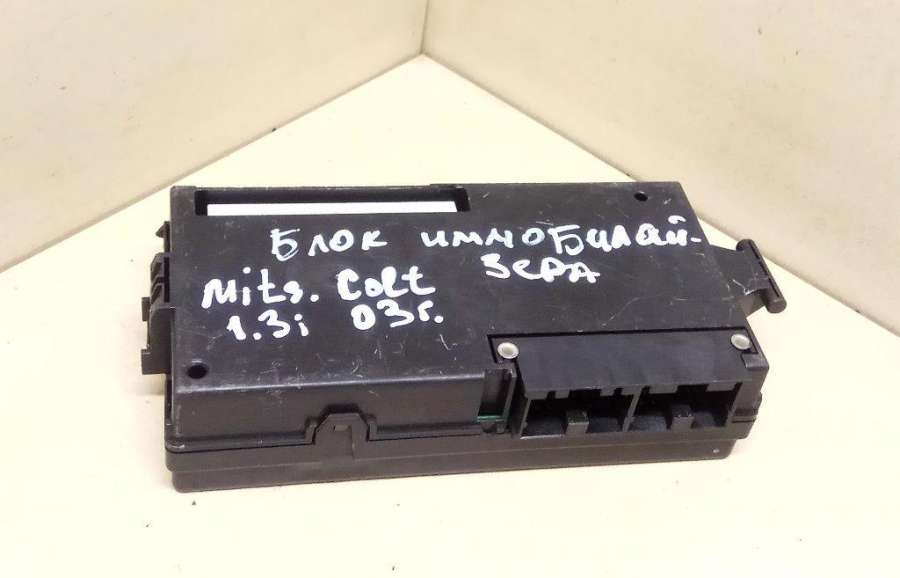 Блок иммобилай-
зера
Mits. Colt
1.3i 03г.